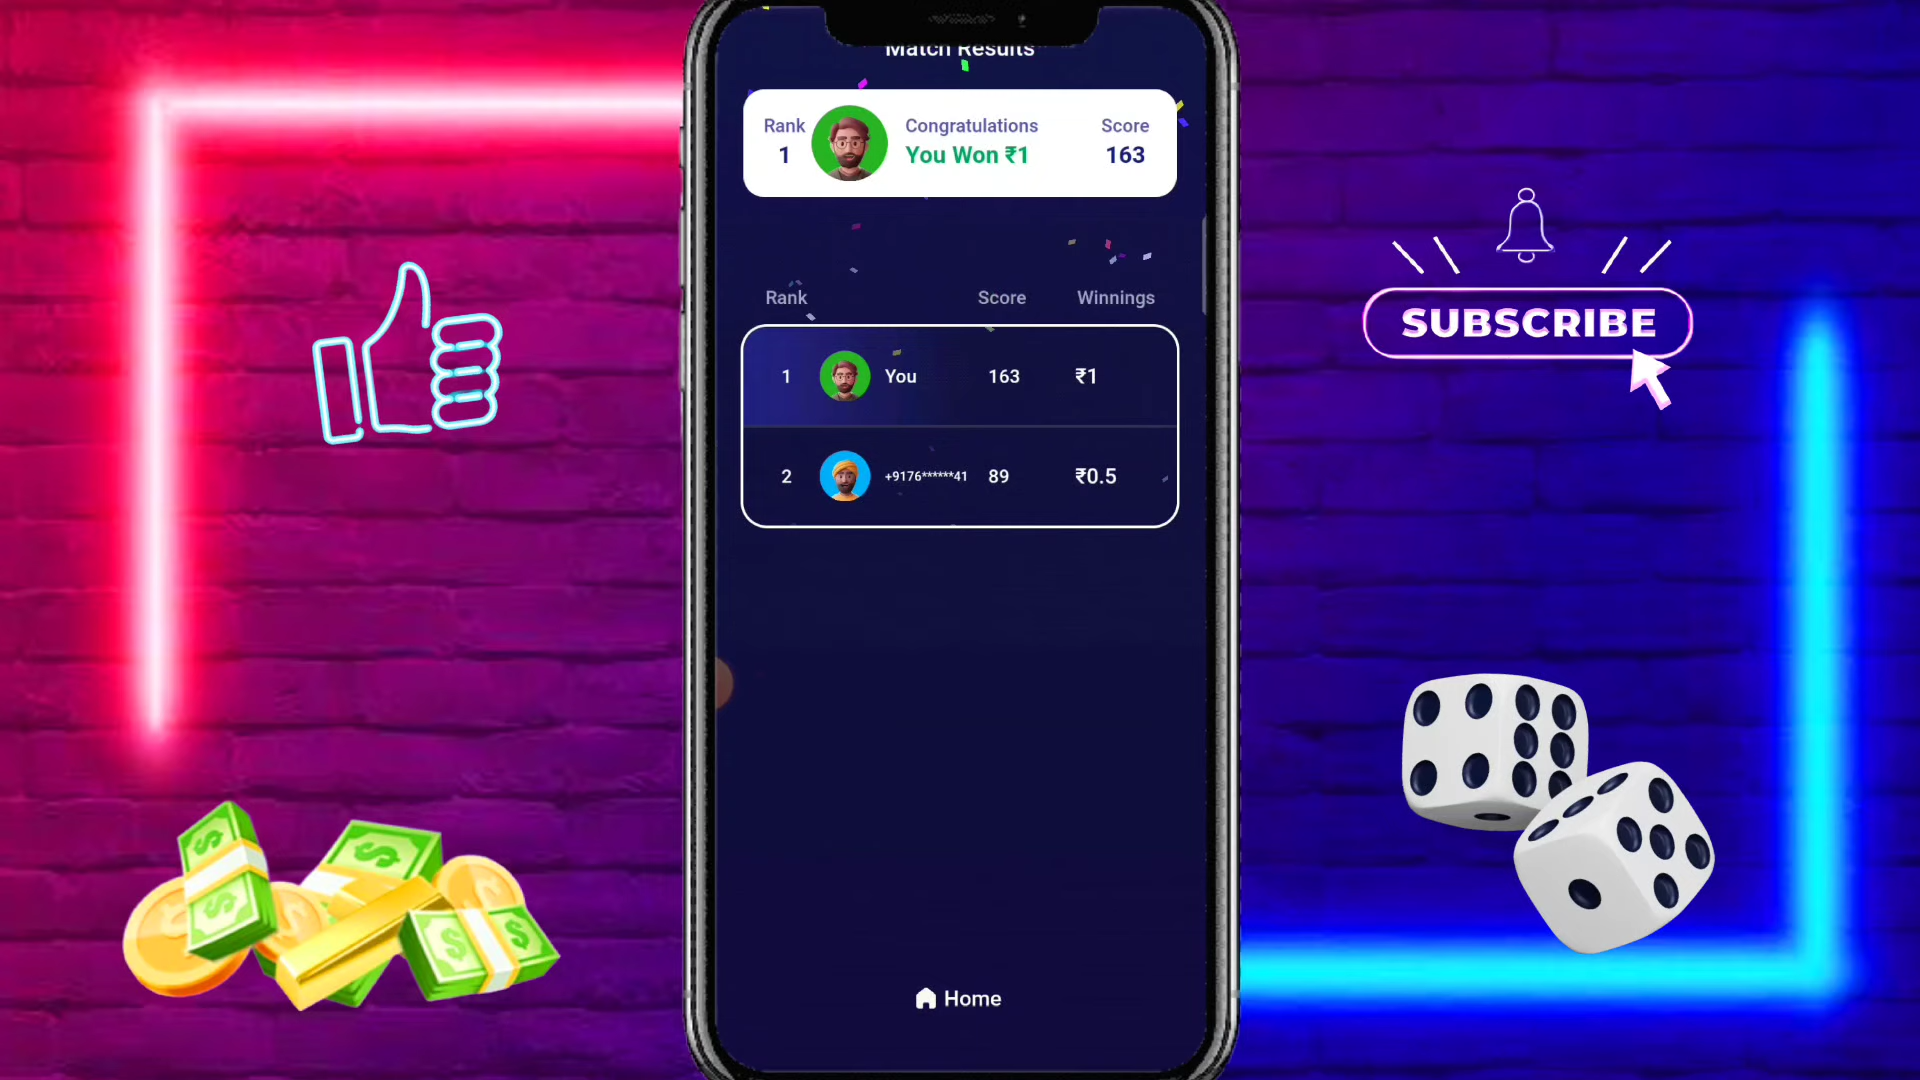 Match Results
Rank Congratulations Score
1 You Won ₹1 163
Rank Score Winnings
1 You 163 ₹1
2 +9176******41 89 ₹0.5
Home
SUBSCRIBE